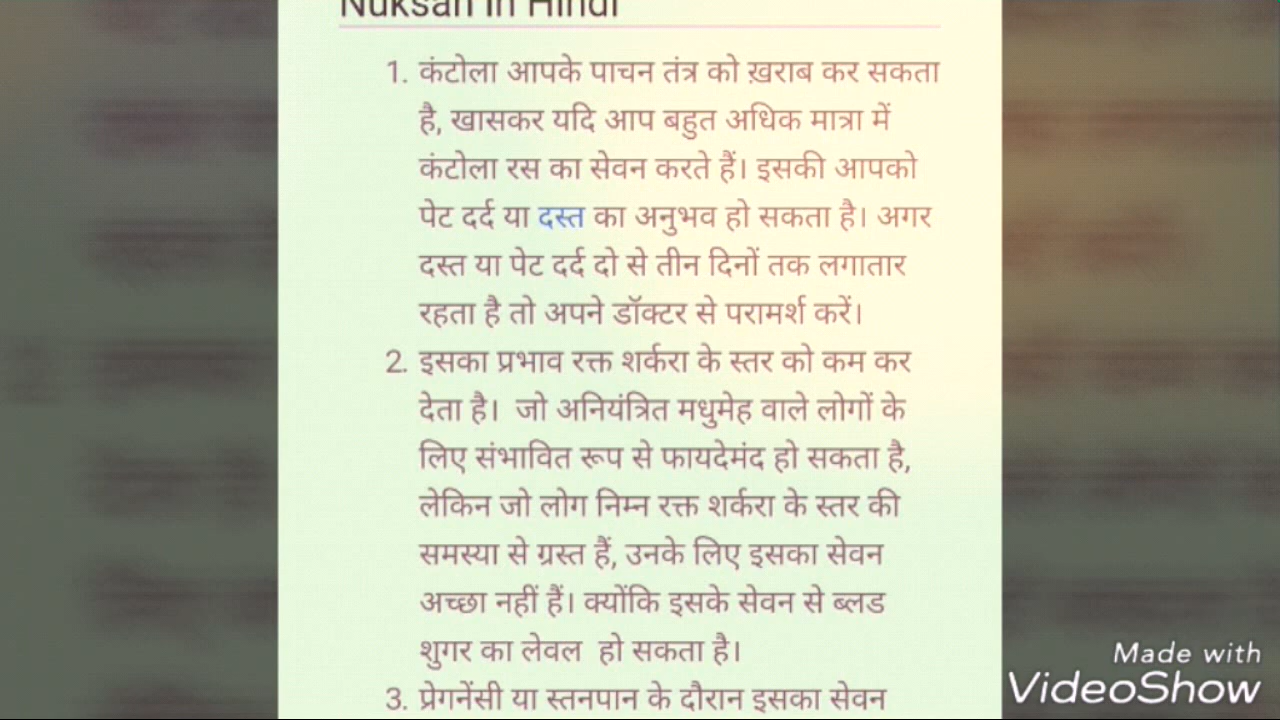 Nuksan in Hindi
1. कंटोला आपके पाचन तंत्र को ख़राब कर सकता
है, खासकर यदि आप बहुत अधिक मात्रा में
कंटोला रस का सेवन करते हैं। इसकी आपको
पेट दर्द या दस्त का अनुभव हो सकता है। अगर
दस्त या पेट दर्द दो से तीन दिनों तक लगातार
रहता है तो अपने डॉक्टर से परामर्श करें।
2. इसका प्रभाव रक्त शर्करा के स्तर को कम कर
देता है।  जो अनियंत्रित मधुमेह वाले लोगों के
लिए संभावित रूप से फायदेमंद हो सकता है,
लेकिन जो लोग निम्न रक्त शर्करा के स्तर की
समस्या से ग्रस्त हैं, उनके लिए इसका सेवन
अच्छा नहीं हैं। क्योंकि इसके सेवन से ब्लड
शुगर का लेवल  हो सकता है।
3. प्रेगनेंसी या स्तनपान के दौरान इसका सेवन
Made with
VideoShow